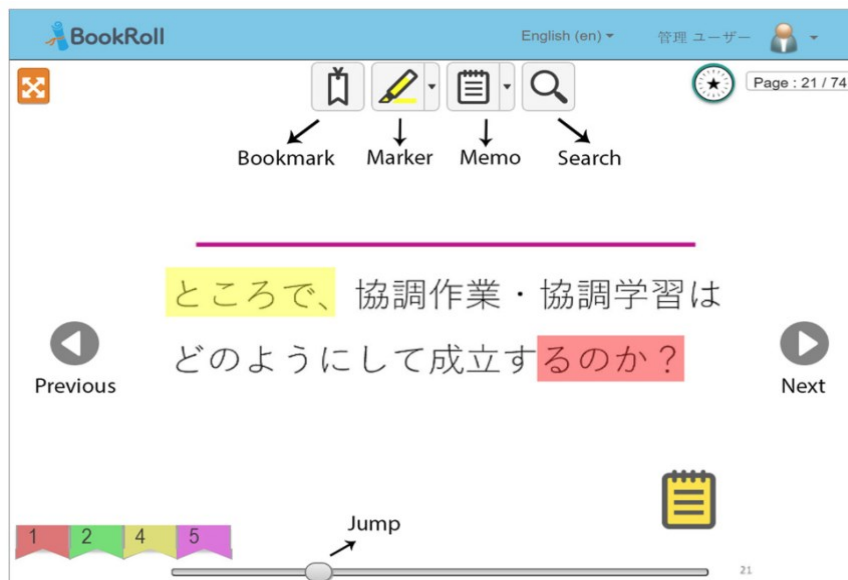 BookRoll
English (en)
管理 ユーザー
Page : 21 / 74
Bookmark
Marker
Memo
Search
ところで、協調作業・協調学習は
どのようにして成立するのか？
Previous
Next
1
2
4
5
Jump
21